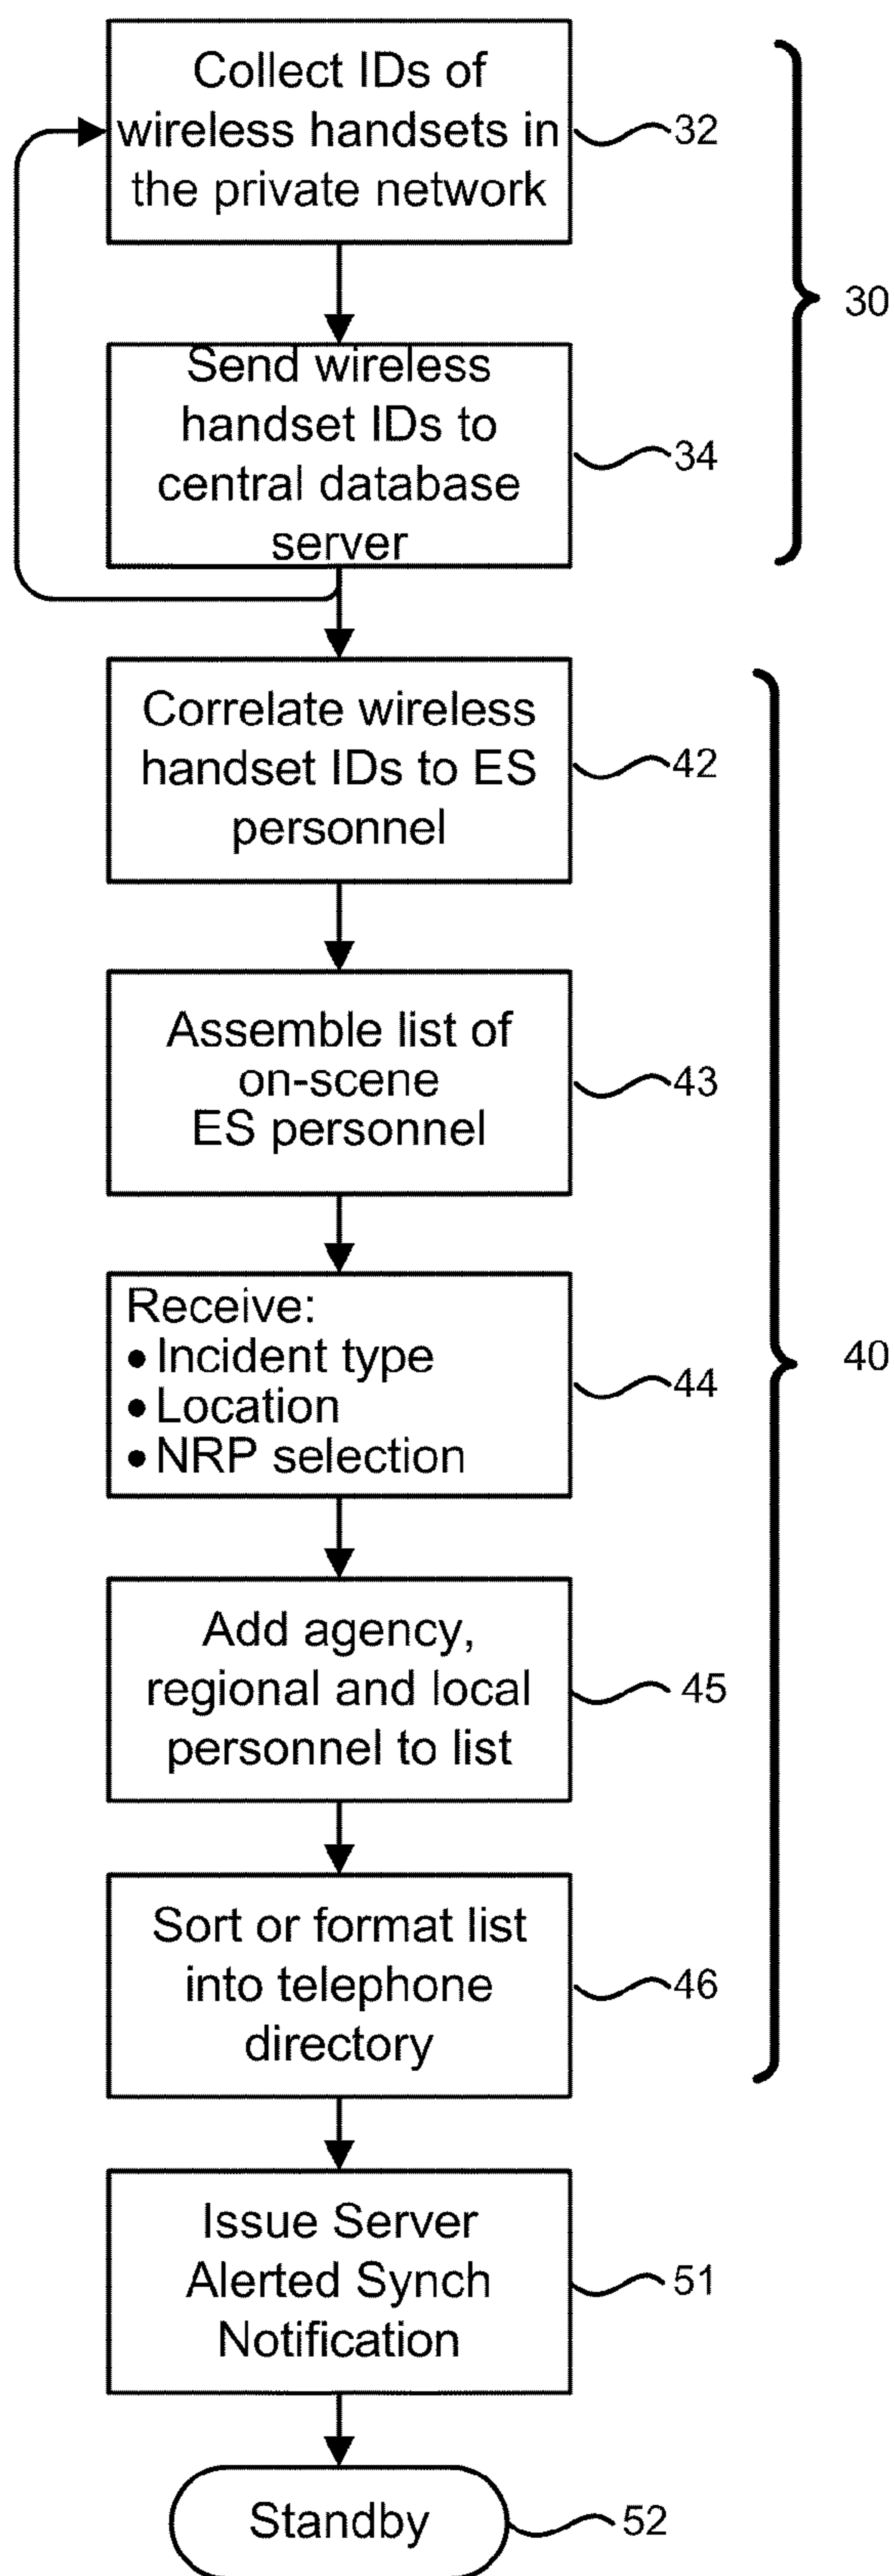 Collect IDs of
wireless handsets in
the private network
32
30
Send wireless
handset IDs to
central database
server
34
Correlate wireless
handset IDs to ES
personnel
42
Assemble list of
on-scene
ES personnel
43
Receive:
• Incident type
• Location
• NRP selection
44
40
Add agency,
regional and local
personnel to list
45
Sort or format list
into telephone
directory
46
Issue Server
Alerted Synch
Notification
51
Standby
52